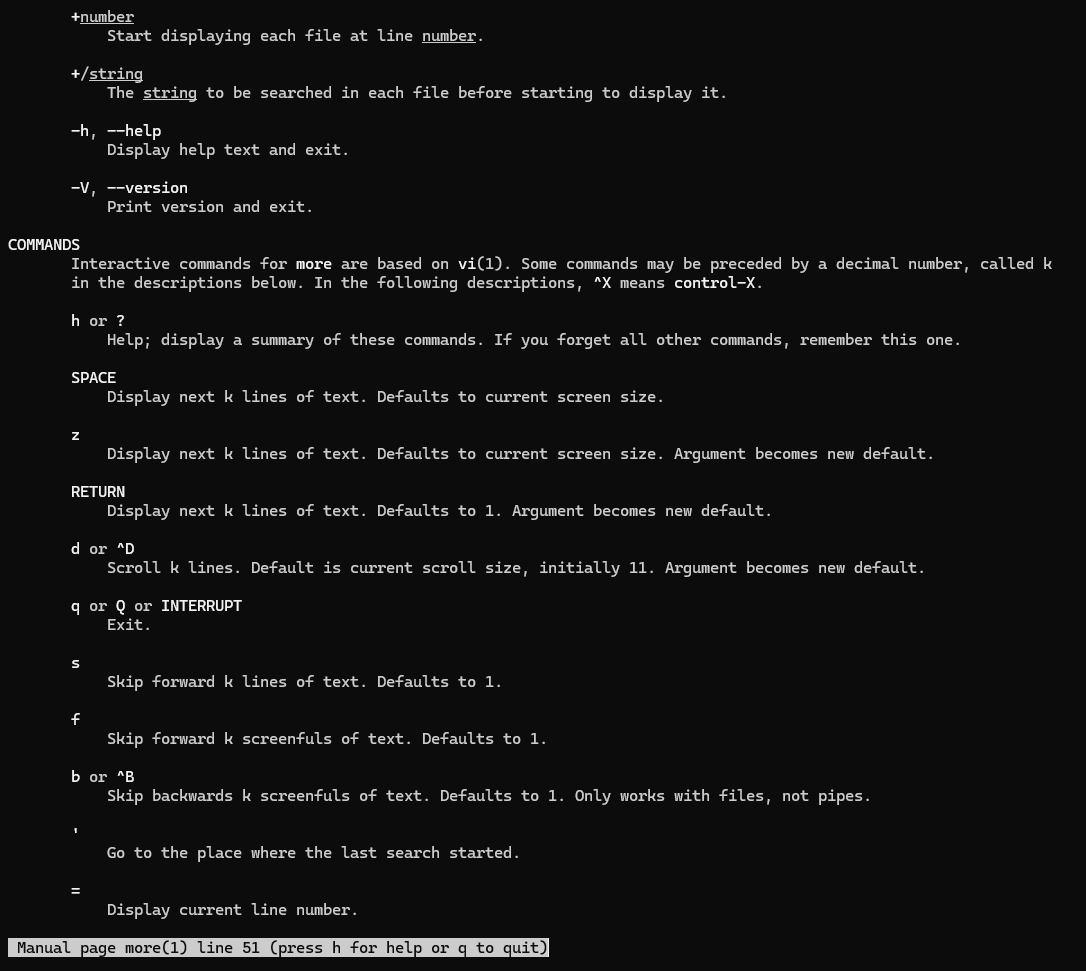 +number
Start displaying each file at line number.
+/string
The string to be searched in each file before starting to display it.
-h, --help
Display help text and exit.
-V, --version
Print version and exit.
COMMANDS
Interactive commands for more are based on vi(1). Some commands may be preceded by a decimal number, called k
in the descriptions below. In the following descriptions, ^X means control-X.
h or ?
Help; display a summary of these commands. If you forget all other commands, remember this one.
SPACE
Display next k lines of text. Defaults to current screen size.
z
Display next k lines of text. Defaults to current screen size. Argument becomes new default.
RETURN
Display next k lines of text. Defaults to 1. Argument becomes new default.
d or ^D
Scroll k lines. Default is current scroll size, initially 11. Argument becomes new default.
q or Q or INTERRUPT
Exit.
s
Skip forward k lines of text. Defaults to 1.
f
Skip forward k screenfuls of text. Defaults to 1.
b or ^B
Skip backwards k screenfuls of text. Defaults to 1. Only works with files, not pipes.
'
Go to the place where the last search started.
=
Display current line number.
Manual page more(1) line 51 (press h for help or q to quit)